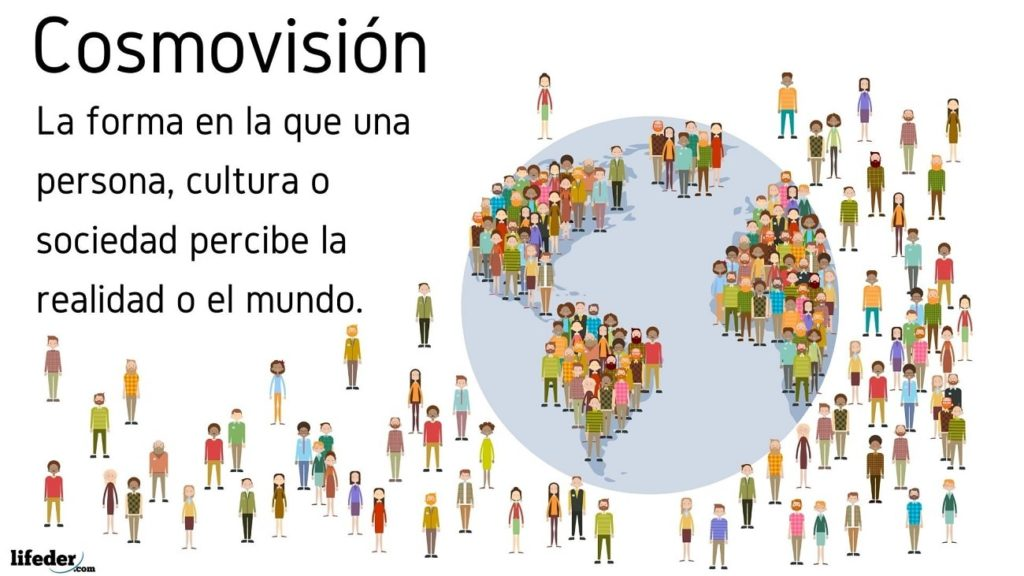 Cosmovisión
La forma en la que una
persona, cultura o
sociedad percibe la
realidad o el mundo.
lifeder.com